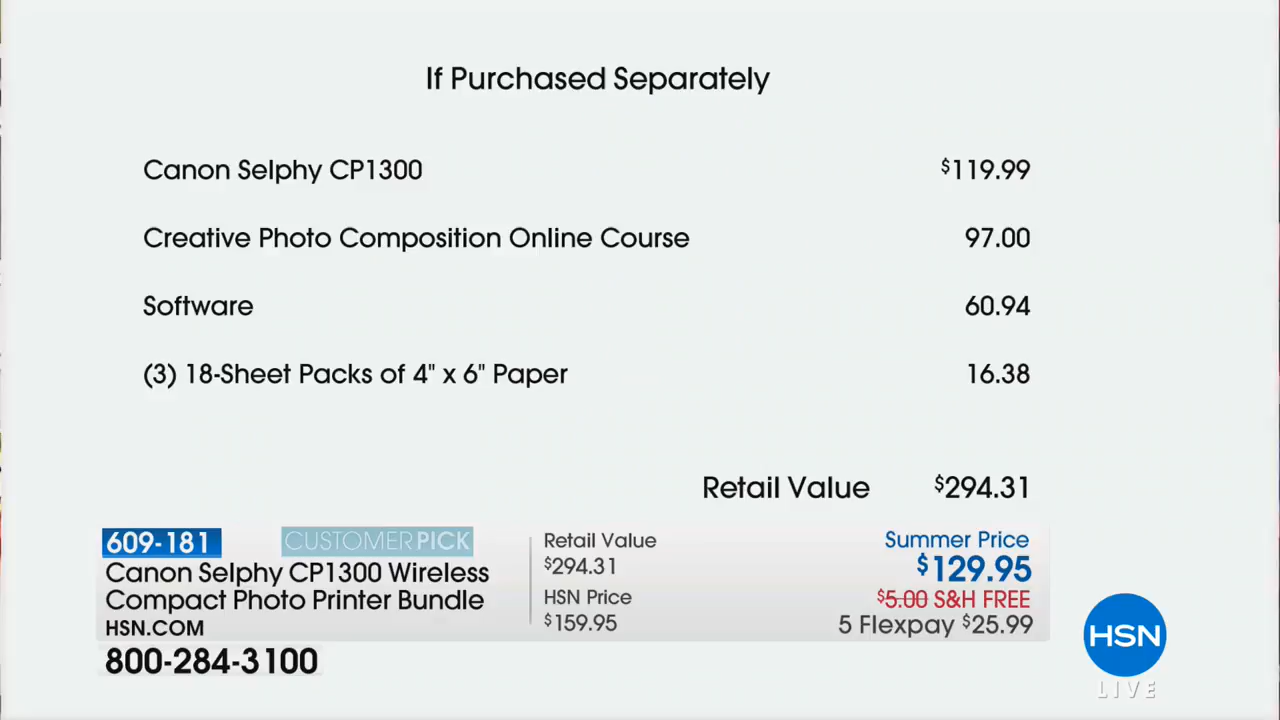 If Purchased Separately
Canon Selphy CP1300 $119.99
Creative Photo Composition Online Course 97.00
Software 60.94
(3) 18-Sheet Packs of 4" x 6" Paper 16.38
Retail Value $294.31
609-181 CUSTOMERPICK
Canon Selphy CP1300 Wireless
Compact Photo Printer Bundle
HSN.COM
800-284-3100
Retail Value
$294.31
HSN Price
$159.95
Summer Price
$129.95
$5.00 S&H FREE
5 Flexpay $25.99
HSN
LIVE